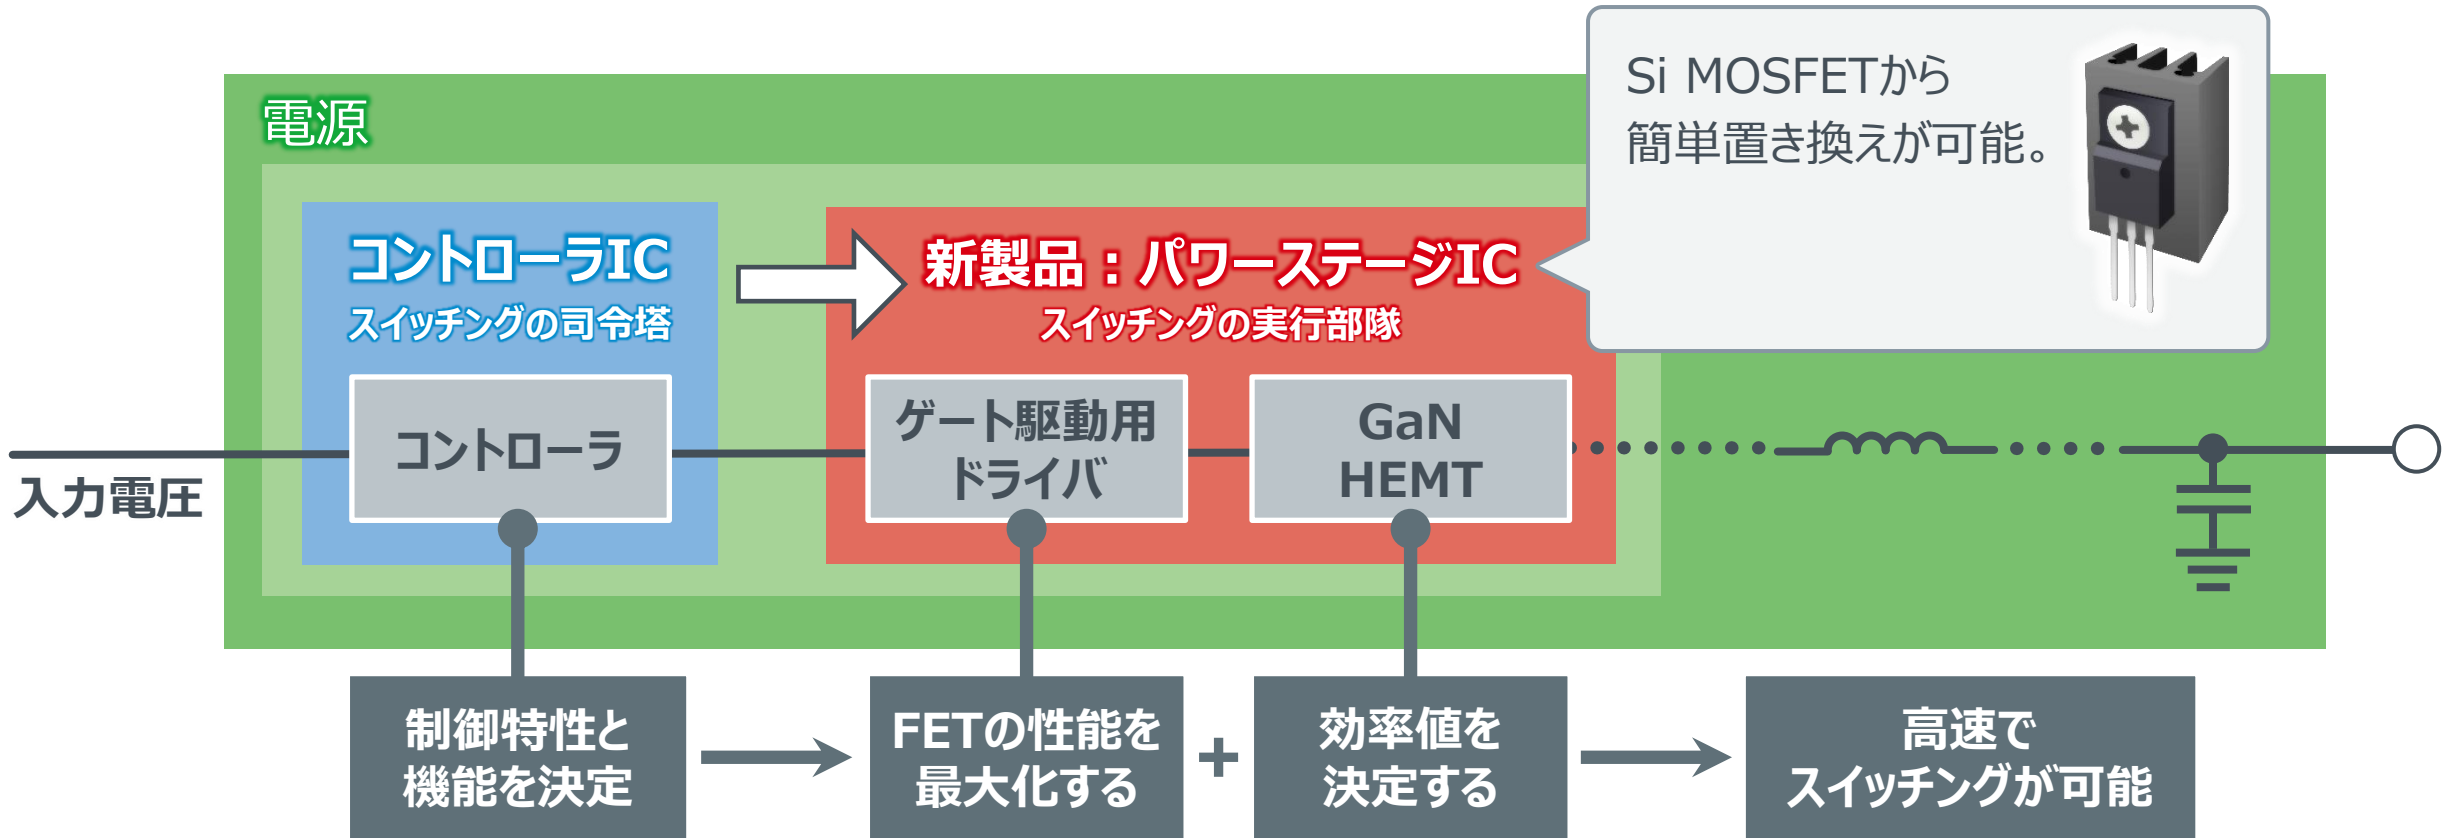 Si MOSFETから
簡単置き換えが可能。
電源
コントローラIC
スイッチングの司令塔
新製品：パワーステージIC
スイッチングの実行部隊
コントローラ
ゲート駆動用
ドライバ
GaN
HEMT
入力電圧
制御特性と
機能を決定
FETの性能を
最大化する
+
効率値を
決定する
高速で
スイッチングが可能